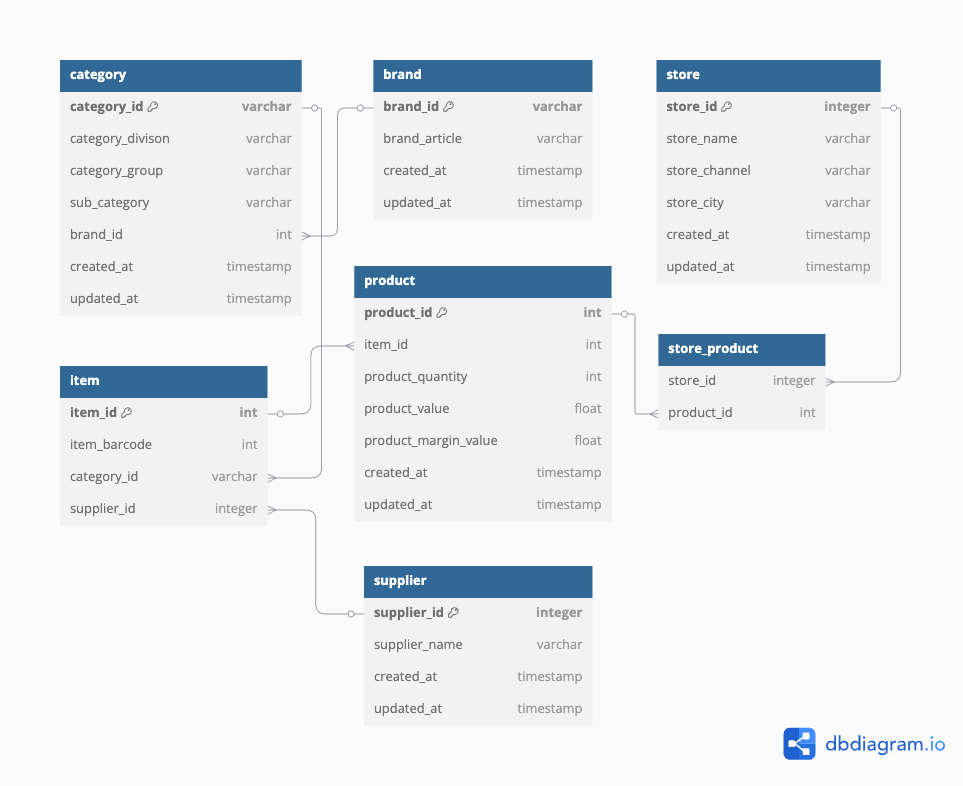 category
category_id varchar
category_divison varchar
category_group varchar
sub_category varchar
brand_id int
created_at timestamp
updated_at timestamp
brand
brand_id varchar
brand_article varchar
created_at timestamp
updated_at timestamp
store
store_id integer
store_name varchar
store_channel varchar
store_city varchar
created_at timestamp
updated_at timestamp
product
product_id int
item_id int
product_quantity int
product_value float
product_margin_value float
created_at timestamp
updated_at timestamp
store_product
store_id integer
product_id int
item
item_id int
item_barcode int
category_id varchar
supplier_id integer
supplier
supplier_id integer
supplier_name varchar
created_at timestamp
updated_at timestamp
dbdiagram.io